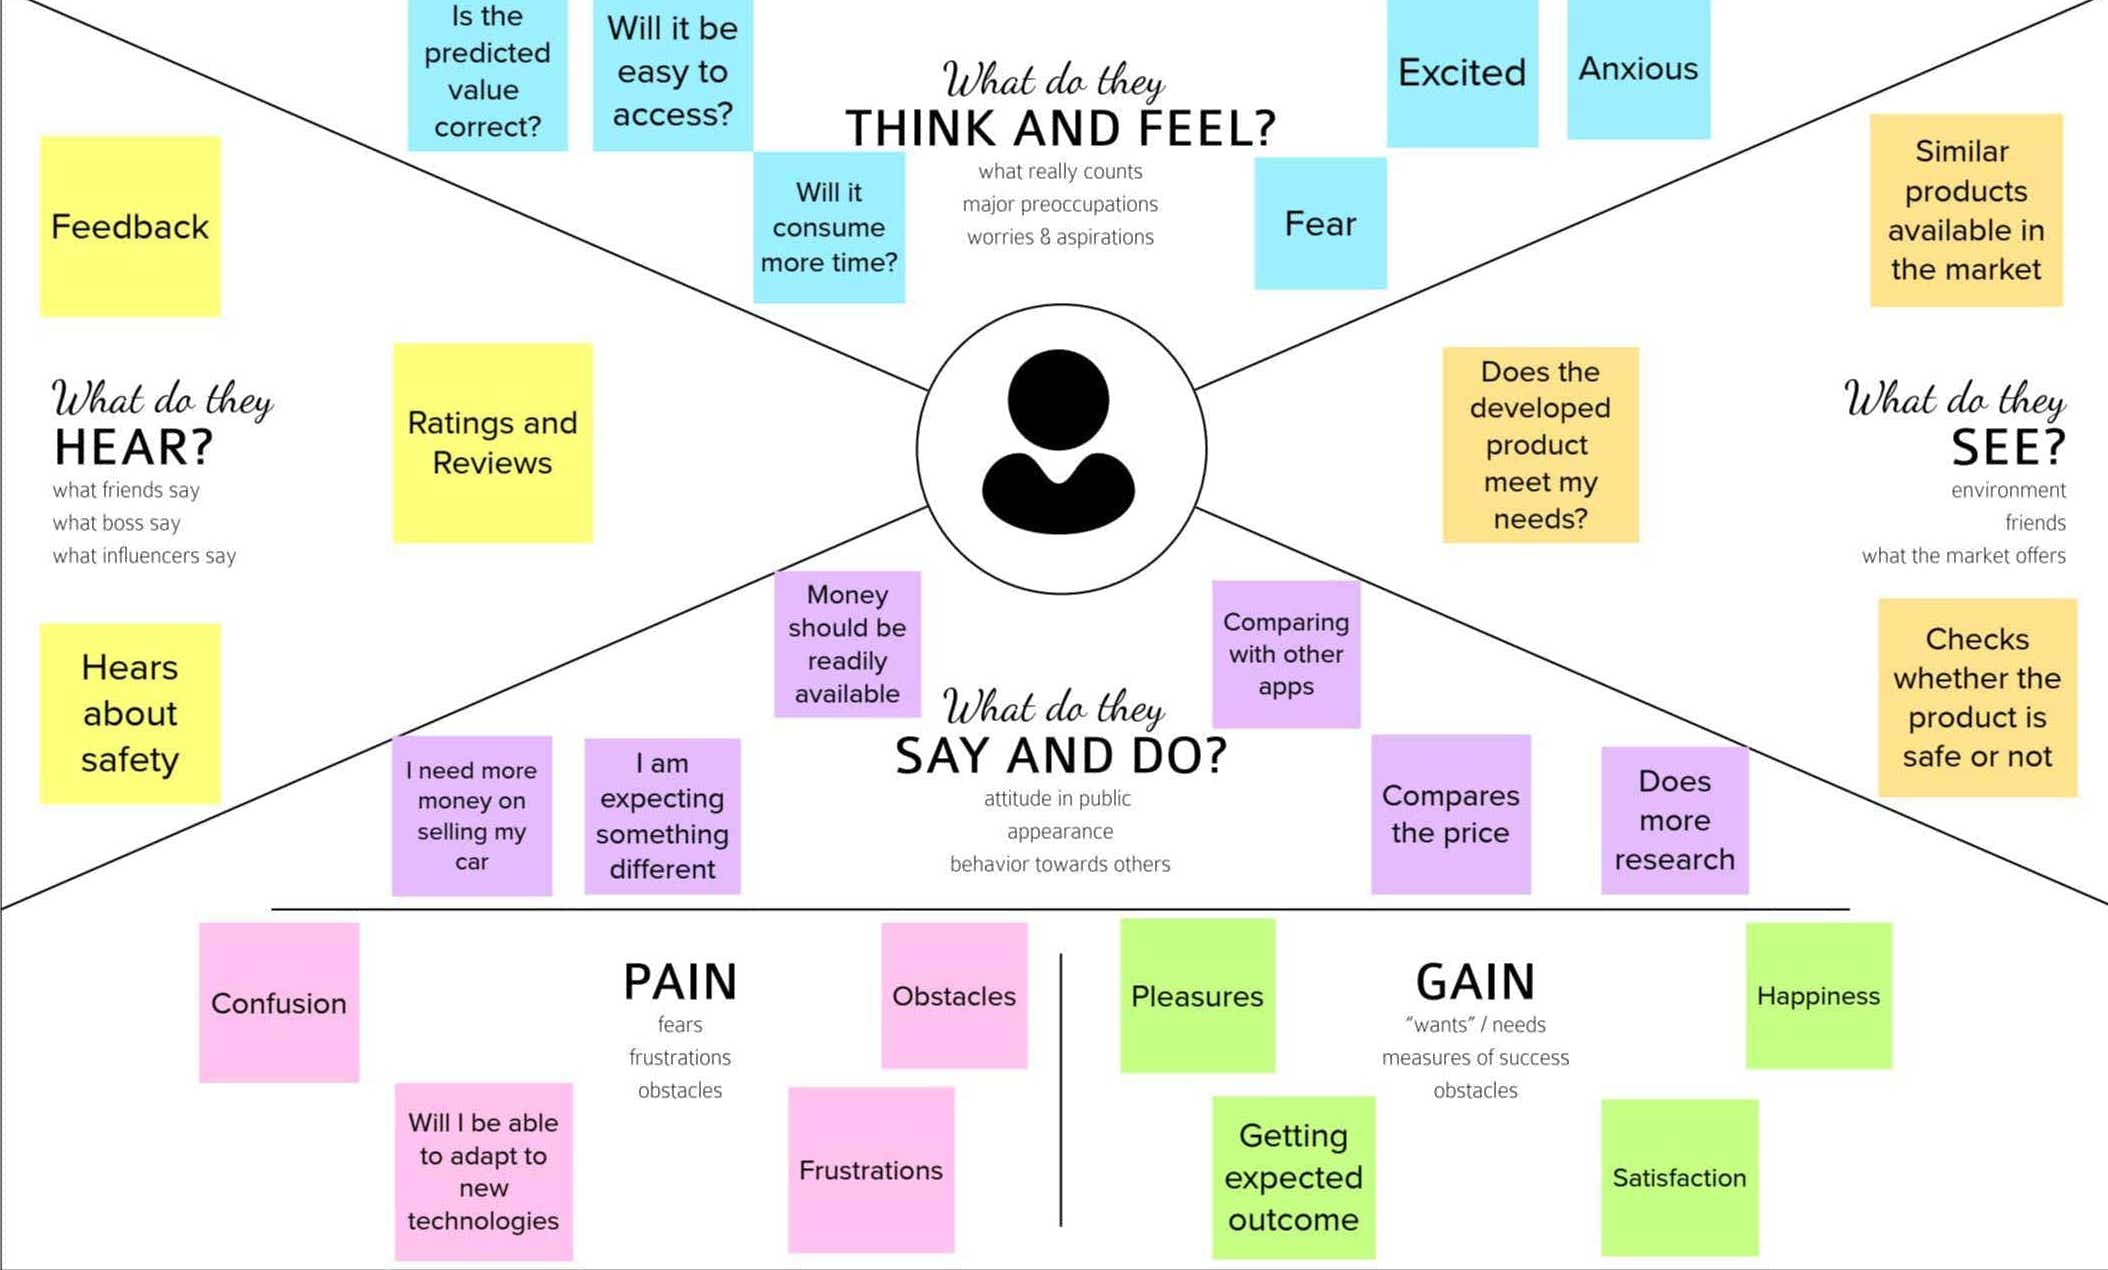 Is the
predicted
value
correct?
Will it be
easy to
access?
Will it
consume
more time?
What do they
THINK AND FEEL?
what really counts
major preoccupations
worries & aspirations
Fear
Excited
Anxious
Feedback
Ratings and
Reviews
What do they
HEAR?
what friends say
what boss say
what influencers say
Hears
about
safety
Similar
products
available in
the market
Does the
developed
product
meet my
needs?
What do they
SEE?
environment
friends
what the market offers
Checks
whether the
product is
safe or not
Money
should be
readily
available
I need more
money on
selling my
car
I am
expecting
something
different
What do they
SAY AND DO?
attitude in public
appearance
behavior towards others
Comparing
with other
apps
Compares
the price
Does
more
research
Confusion
Will I be able
to adapt to
new
technologies
PAIN
fears
frustrations
obstacles
Obstacles
Frustrations
Pleasures
Getting
expected
outcome
GAIN
“wants” / needs
measures of success
obstacles
Happiness
Satisfaction